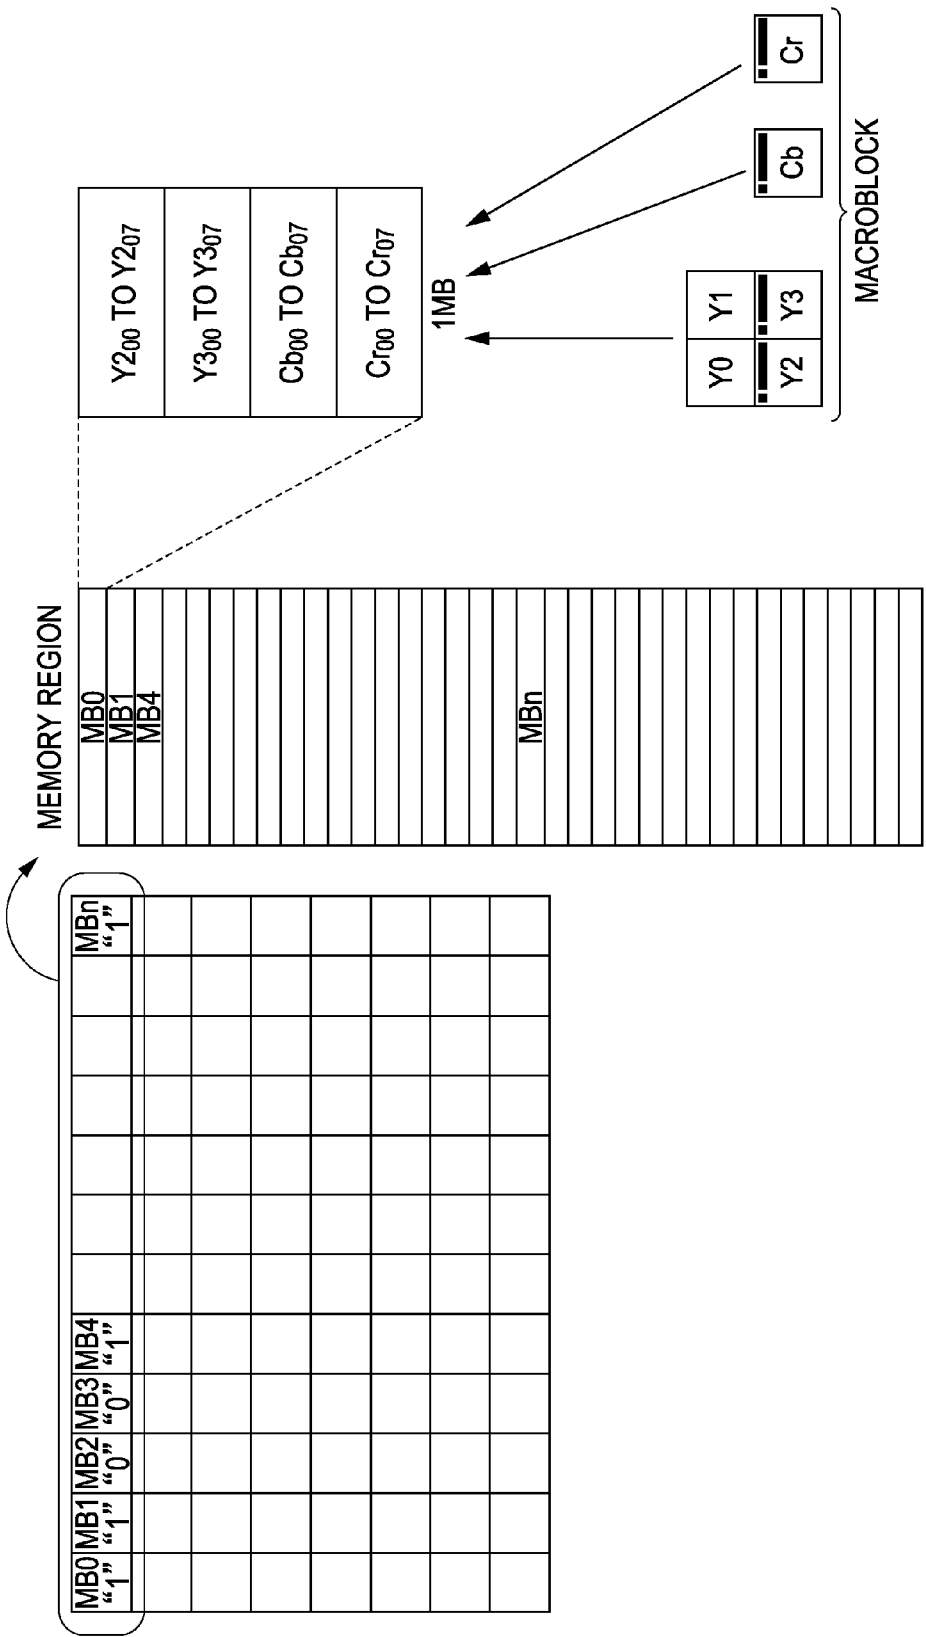 MB0 MB1 MB2 MB3 MB4 MBn
“1” “1” “0” “0” “1” “1”
MEMORY REGION
MB0
MB1
MB4
MBn
Y200 TO Y207
Y300 TO Y307
Cb00 TO Cb07
Cr00 TO Cr07
1MB
Y0 Y1
Y2 Y3
Cb
Cr
MACROBLOCK